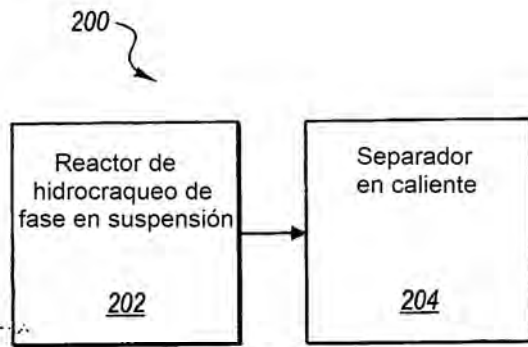 200
Reactor de
hidrocraqueo de
fase en suspensión
202
Separador
en caliente
204